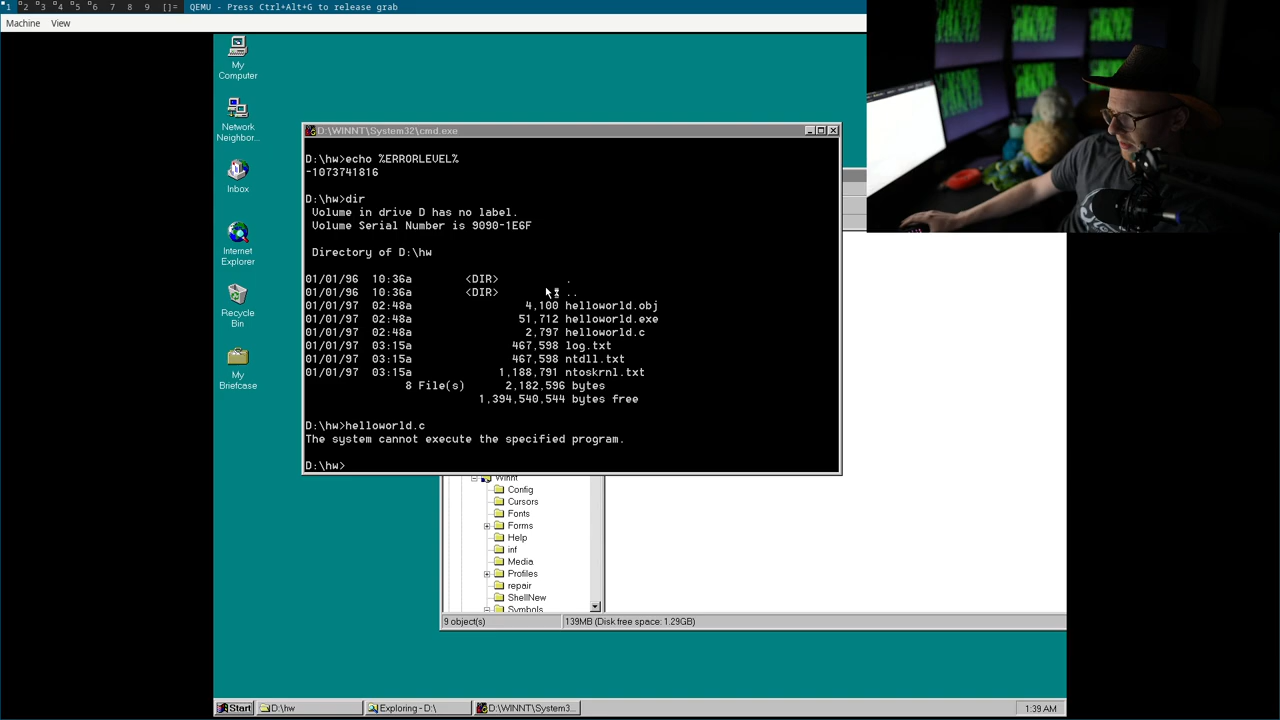 1 2 3 4 5 6 7 8 9 []= QEMU - Press Ctrl+Alt+G to release grab
Machine View
My Computer
Network Neighbor...
Inbox
Internet Explorer
Recycle Bin
My Briefcase
D:\WINNT\System32\cmd.exe
D:\hw>echo %ERRORLEVEL%
-1073741816
D:\hw>dir
Volume in drive D has no label.
Volume Serial Number is 9090-1E6F
Directory of D:\hw
01/01/96 10:36a <DIR> .
01/01/96 10:36a <DIR> ..
01/01/97 02:48a 4,100 helloworld.obj
01/01/97 02:48a 51,712 helloworld.exe
01/01/97 02:48a 2,797 helloworld.c
01/01/97 03:15a 467,598 log.txt
01/01/97 03:15a 467,598 ntdll.txt
01/01/97 03:15a 1,188,791 ntoskrnl.txt
8 File(s) 2,182,596 bytes
1,394,540,544 bytes free
D:\hw>helloworld.c
The system cannot execute the specified program.
D:\hw>
Winnt
Config
Cursors
Fonts
Forms
Help
inf
Media
Profiles
repair
ShellNew
Symbols
9 object(s) 139MB (Disk free space: 1.29GB)
Start D:\hw Exploring - D:\ D:\WINNT\System3... 1:39 AM